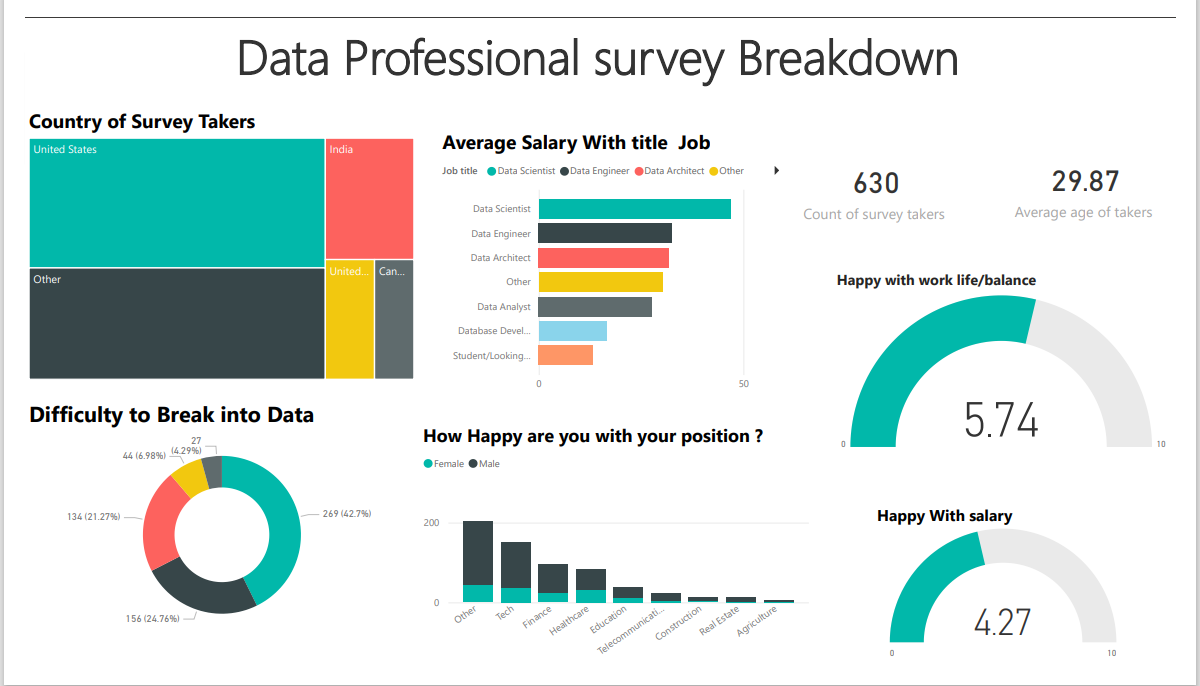 Data Professional survey Breakdown
Country of Survey Takers
United States
India
Other
United...
Can...
Average Salary With title  Job
Job title Data Scientist Data Engineer Data Architect Other
Data Scientist
Data Engineer
Data Architect
Other
Data Analyst
Database Devel...
Student/Looking...
0 50
630
Count of survey takers
29.87
Average age of takers
Happy with work life/balance
5.74
0 10
Difficulty to Break into Data
27
(4.29%)
44 (6.98%)
134 (21.27%)
269 (42.7%)
156 (24.76%)
How Happy are you with your position ?
Female Male
200
0
Other
Tech
Finance
Healthcare
Education
Telecommunicati...
Construction
Real Estate
Agriculture
Happy With salary
4.27
0 10